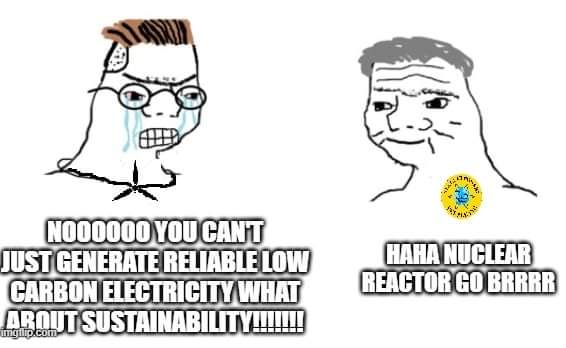 NOOOOOO YOU CAN'T
JUST GENERATE RELIABLE LOW
CARBON ELECTRICITY WHAT
ABOUT SUSTAINABILITY!!!!!!!
HAHA NUCLEAR
REACTOR GO BRRRR
imgflip.com